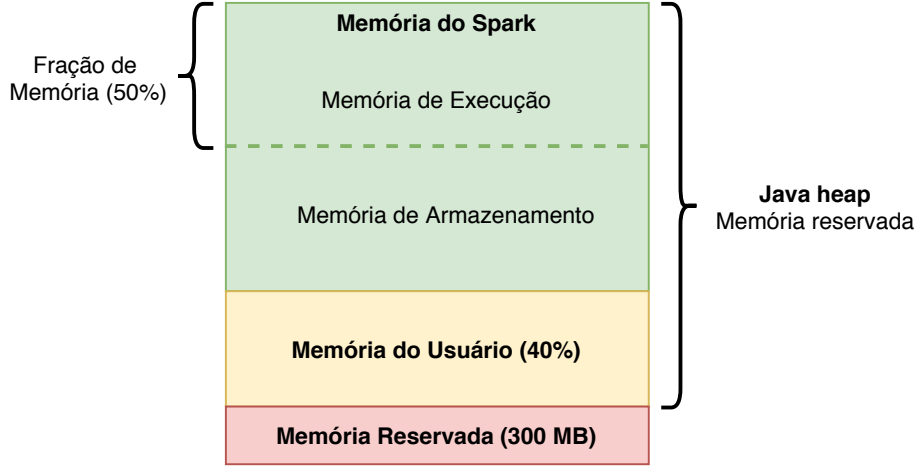 Memória do Spark
Fração de
Memória (50%)
Memória de Execução
Memória de Armazenamento
Java heap
Memória reservada
Memória do Usuário (40%)
Memória Reservada (300 MB)